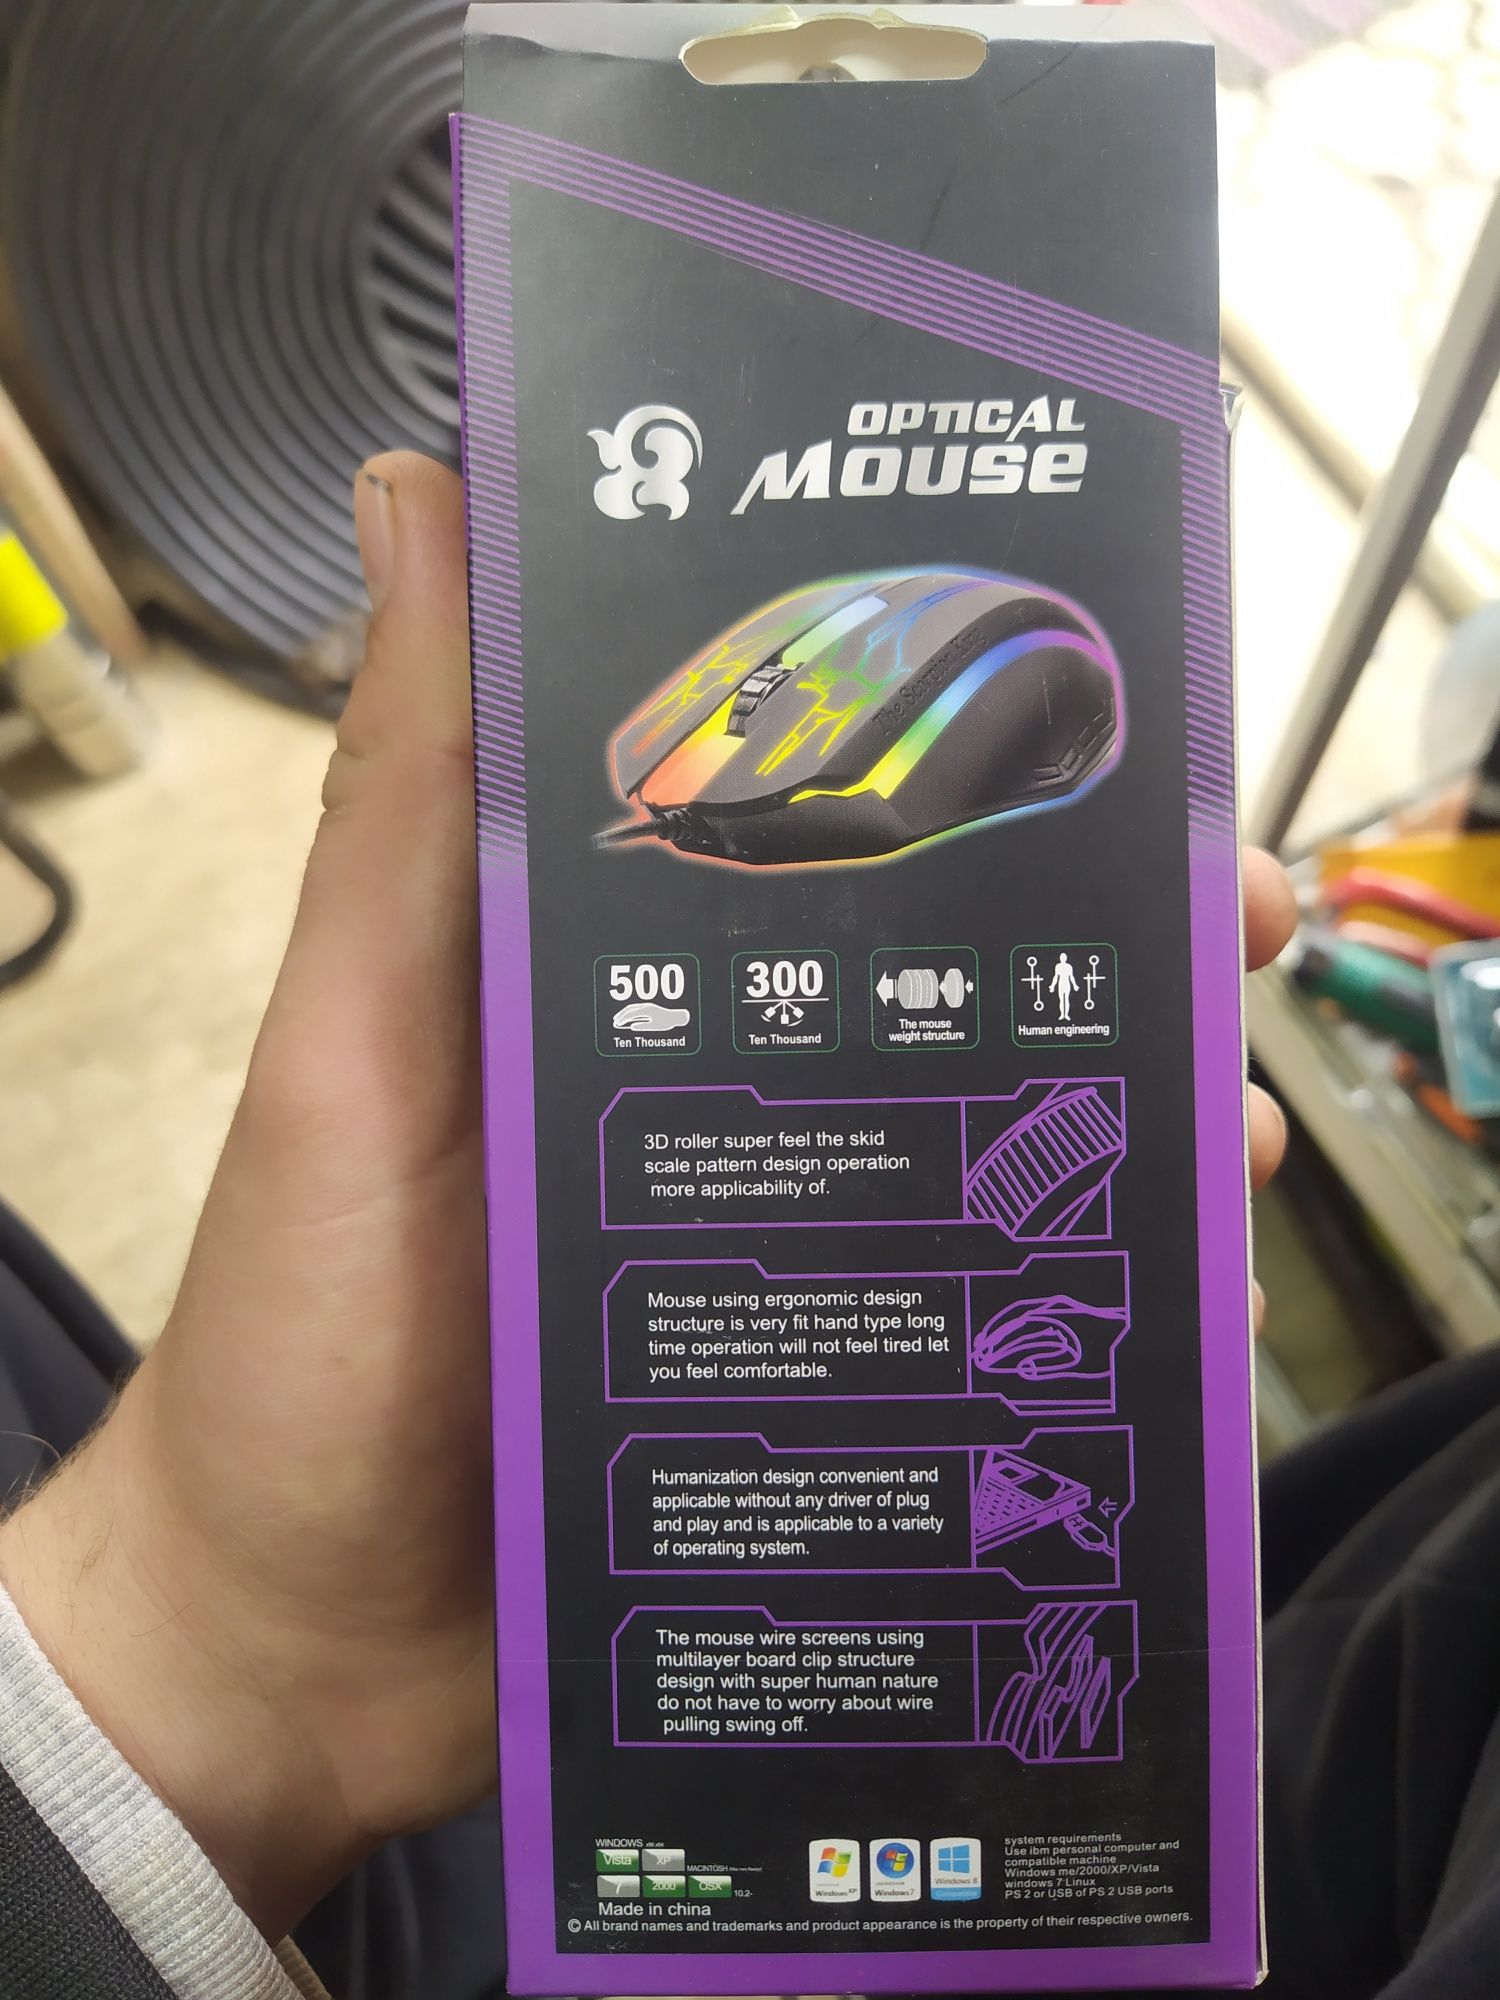 OPTICAL
MOUSE
The Scorpion King
500
Ten Thousand
300
Ten Thousand
The mouse
weight structure
Human engineering
3D roller super feel the skid
scale pattern design operation
more applicability of.
Mouse using ergonomic design
structure is very fit hand type long
time operation will not feel tired let
you feel comfortable.
Humanization design convenient and
applicable without any driver of plug
and play and is applicable to a variety
of operating system.
The mouse wire screens using
multilayer board clip structure
design with super human nature
do not have to worry about wire
pulling swing off.
WINDOWS x86 x64
Vista XP
MACINTOSH
7 2000 OSX 10.2-
Made in china
Windows XP
Windows 7
Windows 8
Compatible
system requirements
Use ibm personal computer and
compatible machine
Windows me/2000/XP/Vista
windows 7 Linux
PS 2 or USB of PS 2 USB ports
© All brand names and trademarks and product appearance is the property of their respective owners.